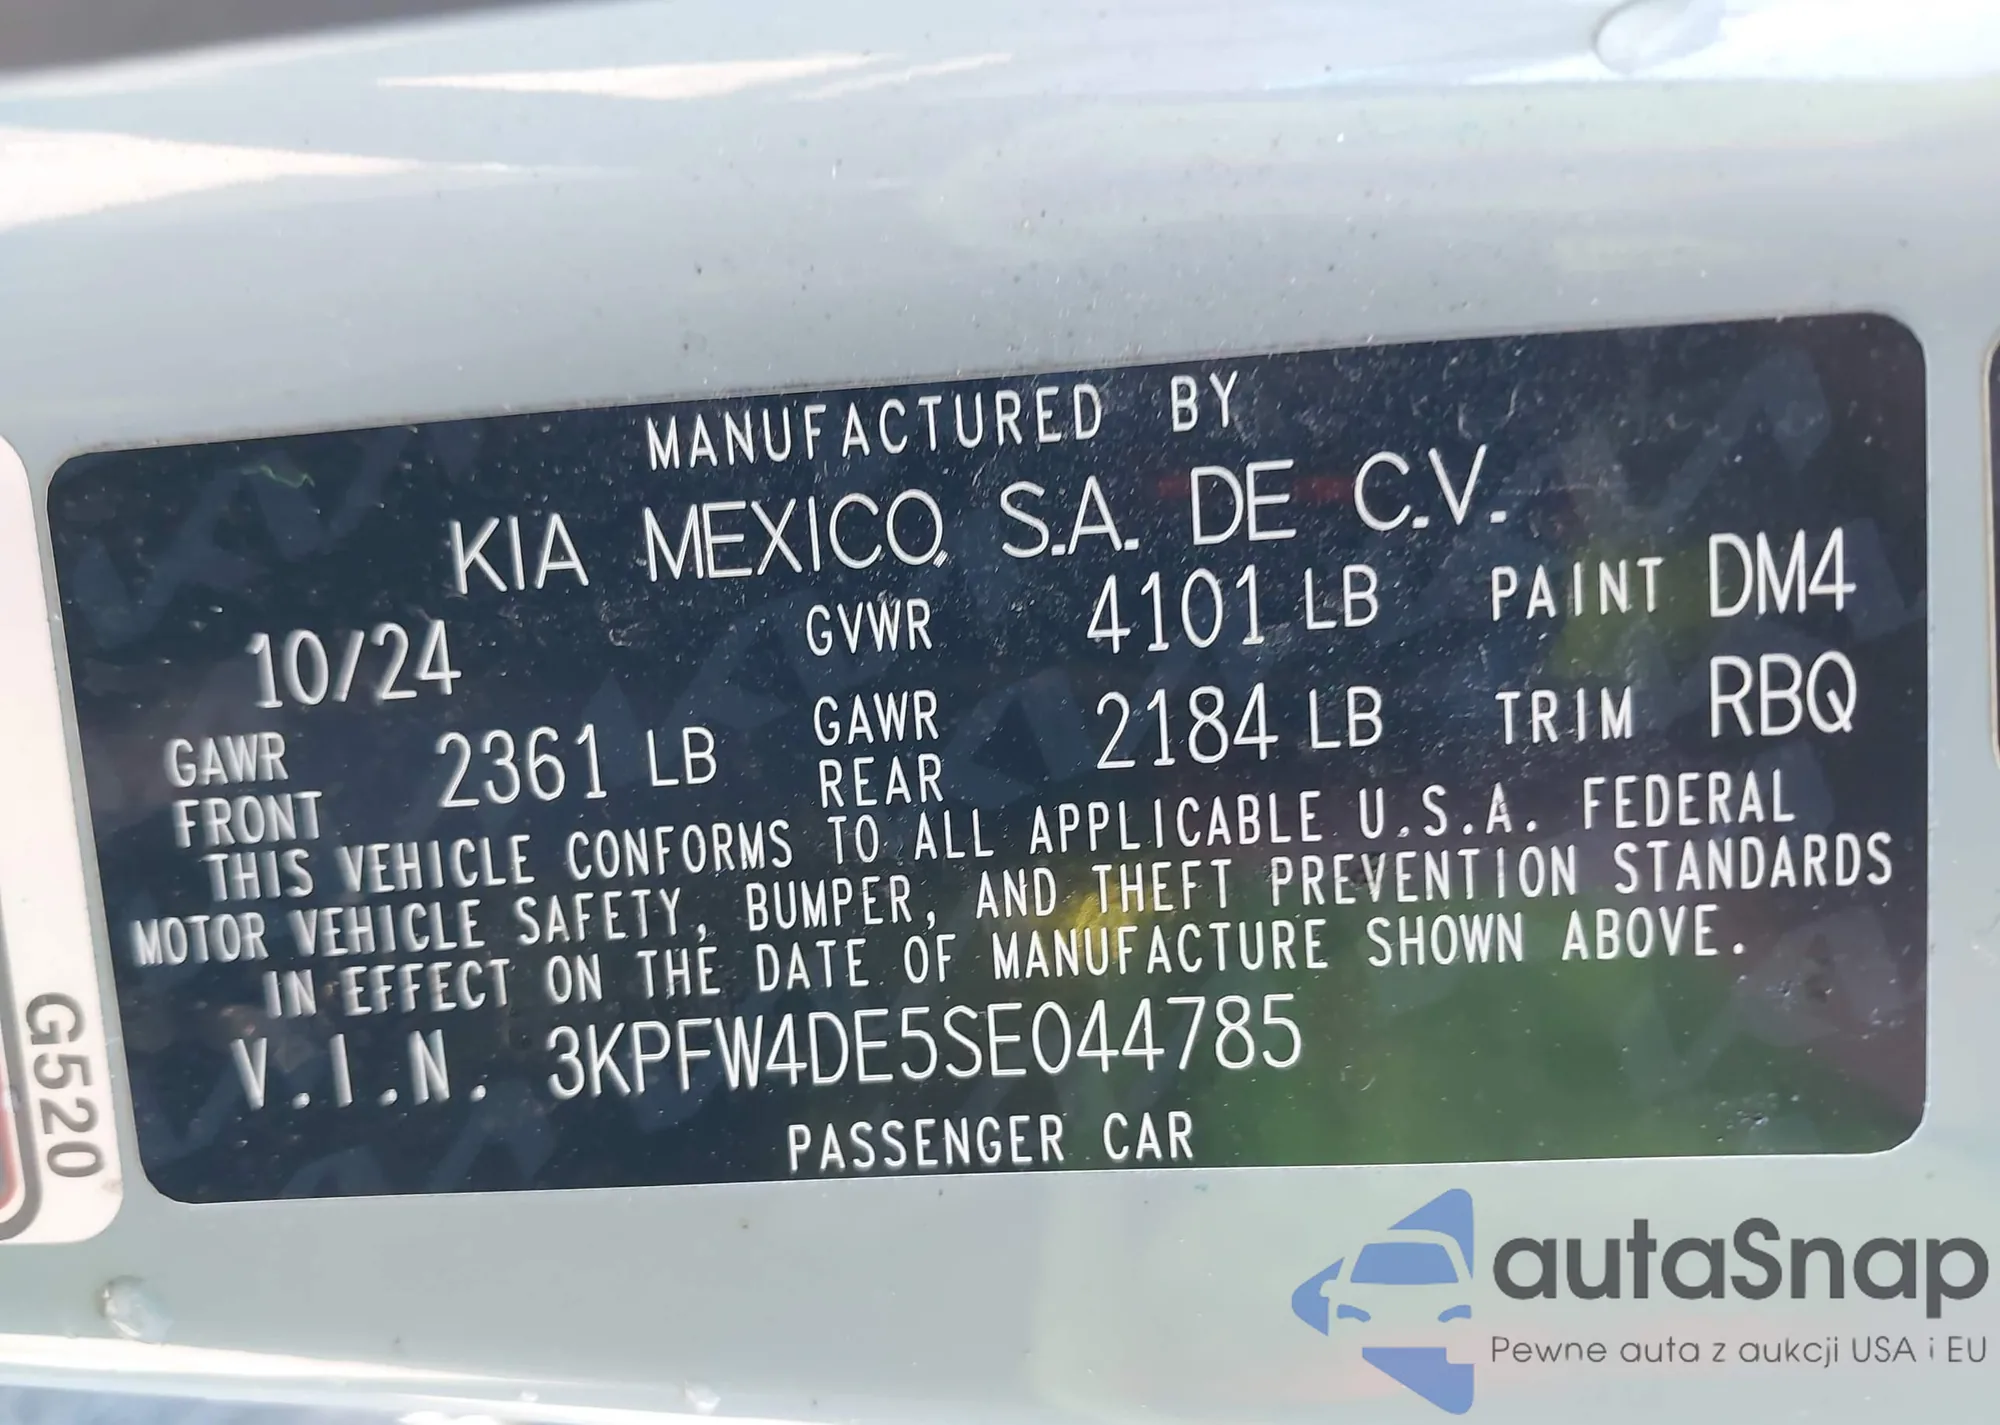 MANUFACTURED BY
KIA MEXICO, S.A. DE C.V.
10/24 GVWR 4101 LB PAINT DM4
GAWR FRONT 2361 LB GAWR REAR 2184 LB TRIM RBQ
THIS VEHICLE CONFORMS TO ALL APPLICABLE U.S.A. FEDERAL
MOTOR VEHICLE SAFETY, BUMPER, AND THEFT PREVENTION STANDARDS
IN EFFECT ON THE DATE OF MANUFACTURE SHOWN ABOVE.
V.I.N. 3KPFW4DE5SE044785
PASSENGER CAR
G520
autaSnap
Pewne auta z aukcji USA i EU